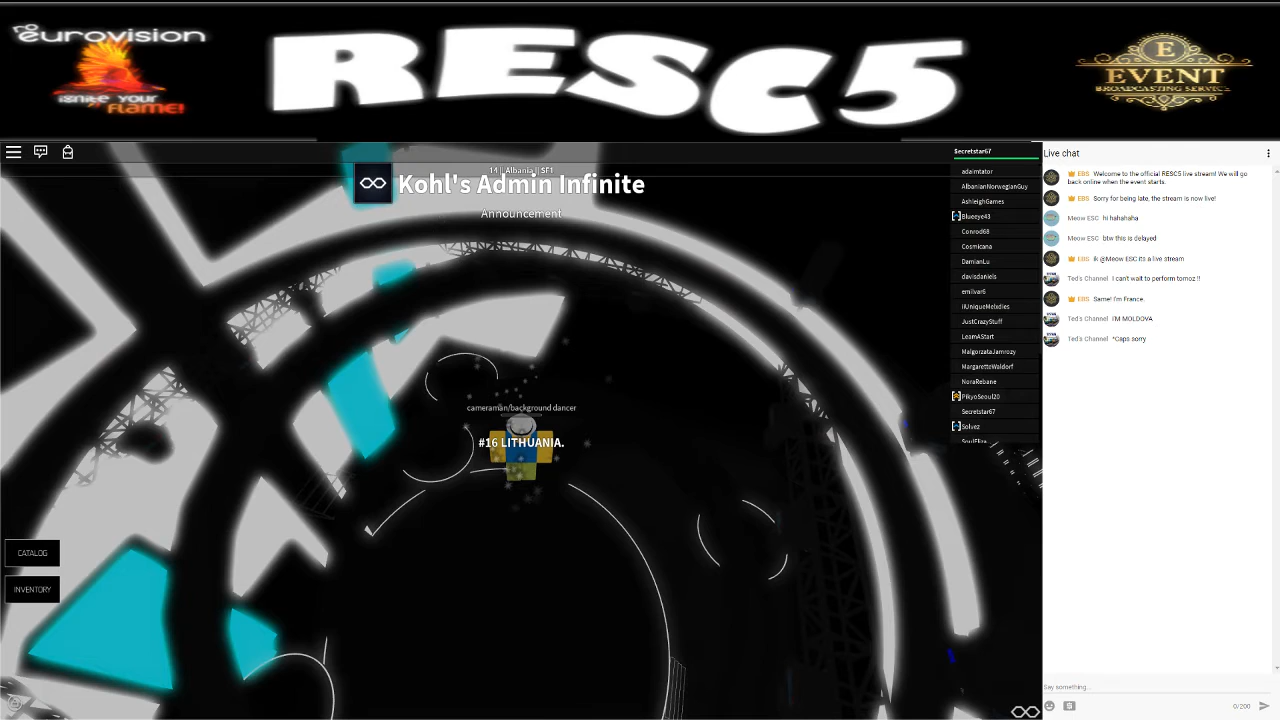 ro
eurovision
ignite your
FLAME!
RESC5
E
EVENT
BROADCASTING SERVICE
14 | Albania | SF1
Kohl's Admin Infinite
Announcement
cameraman/background dancer
#16 LITHUANIA.
CATALOG
INVENTORY
Secretstar67
adaimtator
AlbanianNorwegianGuy
AshleighGames
Blueeye43
Conrod68
Cosmicana
DamianLu
davisdaniels
emilvar6
iiUniqueMelxdies
JustCrazyStuff
LeamAStart
MalgorzataJamrozy
MargaretteWaldorf
NoraRebane
PikyoSeoul20
Secretstar67
Soluez
Live chat
EBS Welcome to the official RESC5 live stream! We will go
back online when the event starts.
EBS Sorry for being late, the stream is now live!
Meow ESC hi hahahaha
Meow ESC btw this is delayed
EBS ik @Meow ESC its a live stream
Ted's Channel I can't wait to perform tomoz !!
EBS Same! I'm France.
Ted's Channel I'M MOLDOVA
Ted's Channel *Caps sorry
Say something...
0/200